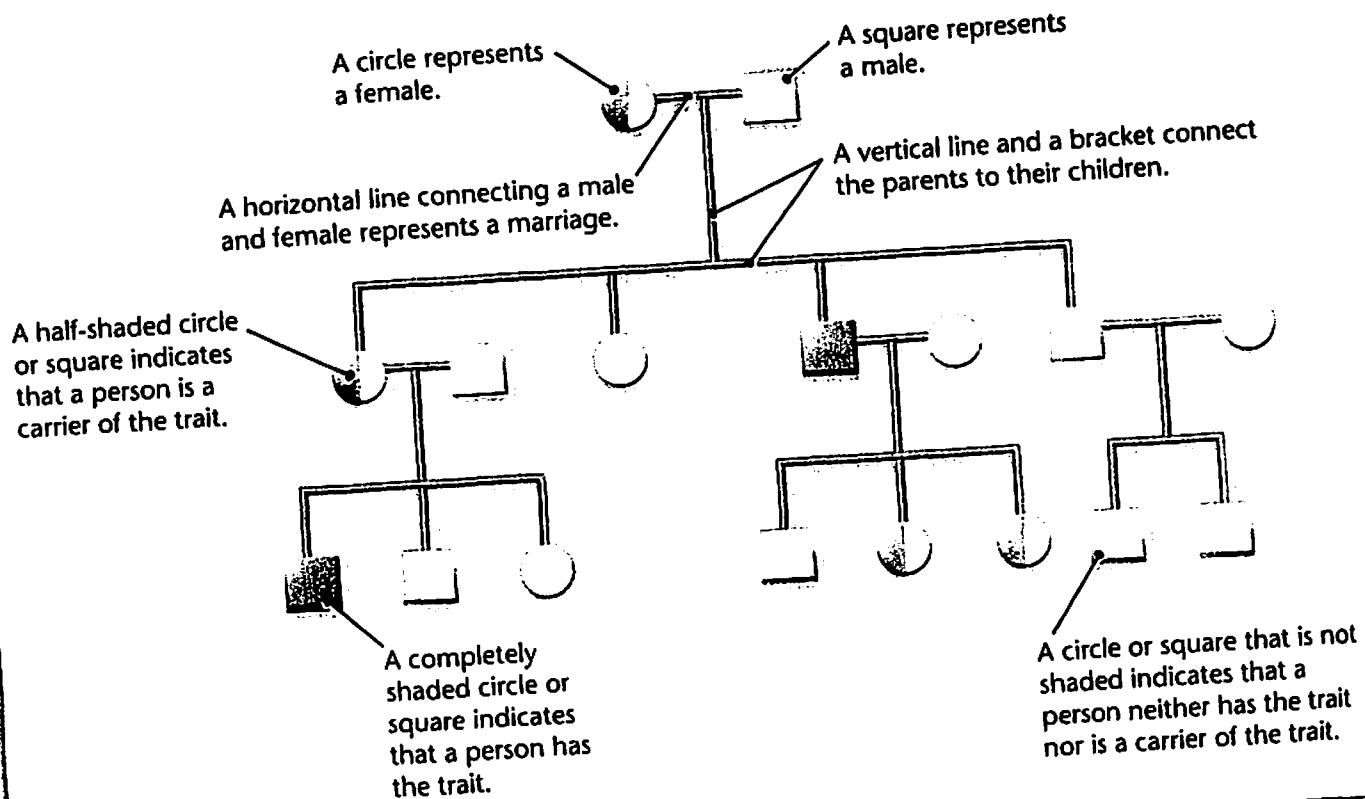 A circle represents
a female.
A square represents
a male.
A horizontal line connecting a male
and female represents a marriage.
A vertical line and a bracket connect
the parents to their children.
A half-shaded circle
or square indicates
that a person is a
carrier of the trait.
A completely
shaded circle or
square indicates
that a person has
the trait.
A circle or square that is not
shaded indicates that a
person neither has the trait
nor is a carrier of the trait.